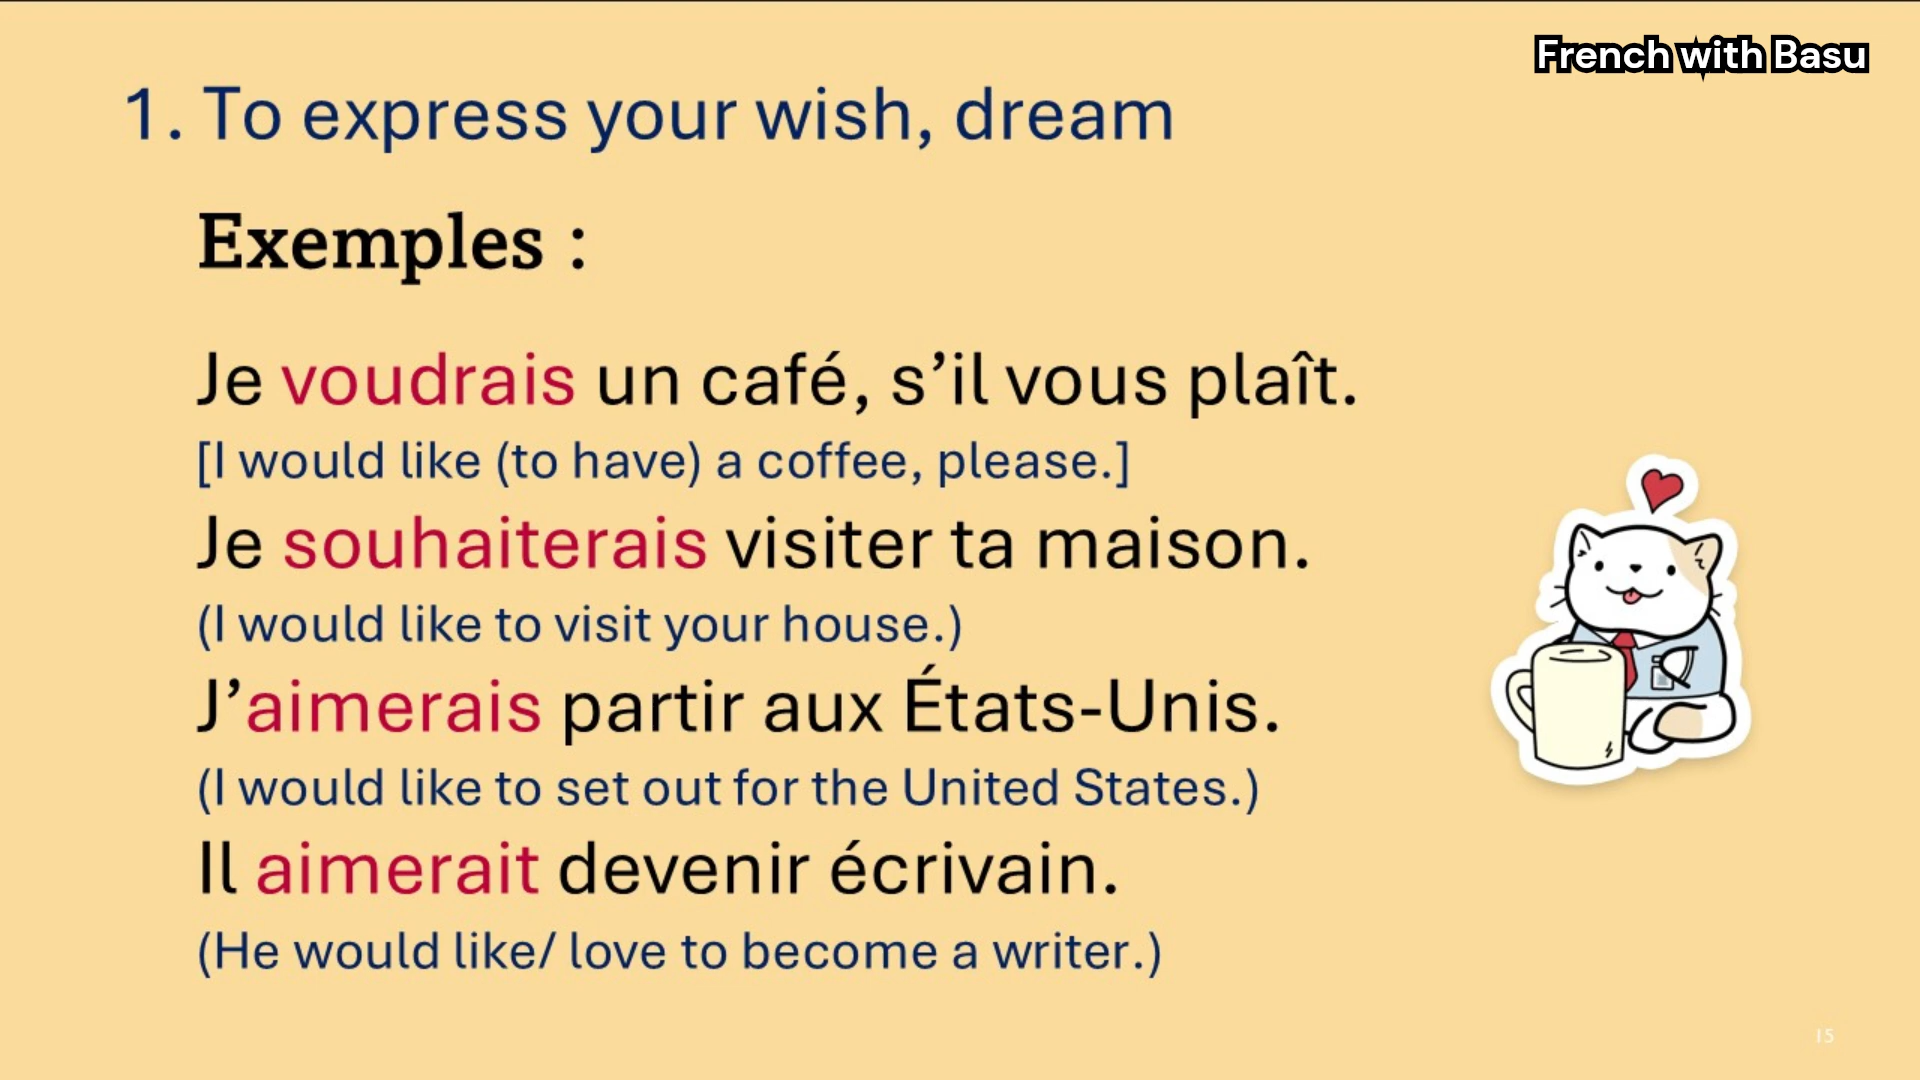 French with Basu
1. To express your wish, dream
Exemples :
Je voudrais un café, s’il vous plaît.
[I would like (to have) a coffee, please.]
Je souhaiterais visiter ta maison.
(I would like to visit your house.)
J’aimerais partir aux États-Unis.
(I would like to set out for the United States.)
Il aimerait devenir écrivain.
(He would like/ love to become a writer.)
15